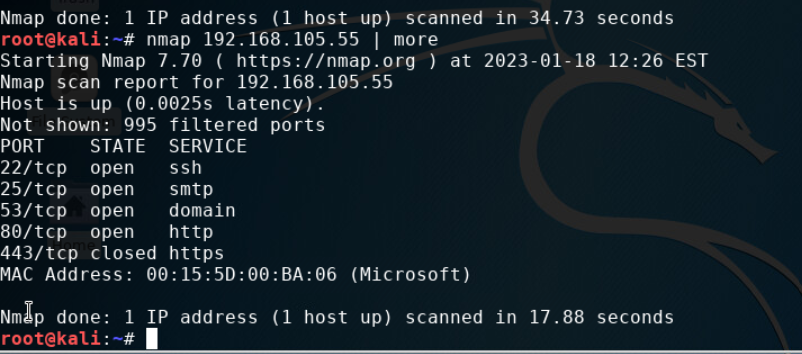 Nmap done: 1 IP address (1 host up) scanned in 34.73 seconds
root@kali:~# nmap 192.168.105.55 | more
Starting Nmap 7.70 ( https://nmap.org ) at 2023-01-18 12:26 EST
Nmap scan report for 192.168.105.55
Host is up (0.0025s latency).
Not shown: 995 filtered ports
PORT    STATE  SERVICE
22/tcp  open   ssh
25/tcp  open   smtp
53/tcp  open   domain
80/tcp  open   http
443/tcp closed https
MAC Address: 00:15:5D:00:BA:06 (Microsoft)
Nmap done: 1 IP address (1 host up) scanned in 17.88 seconds
root@kali:~#